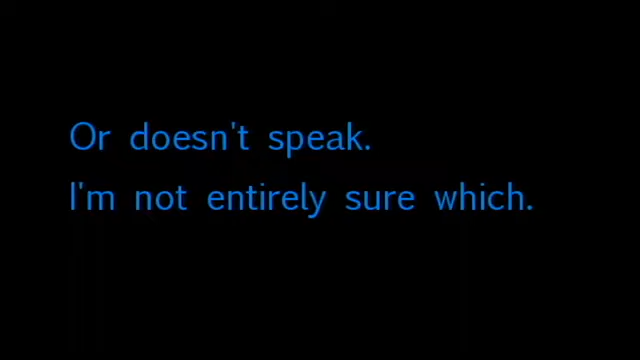 Or doesn't speak.
I'm not entirely sure which.